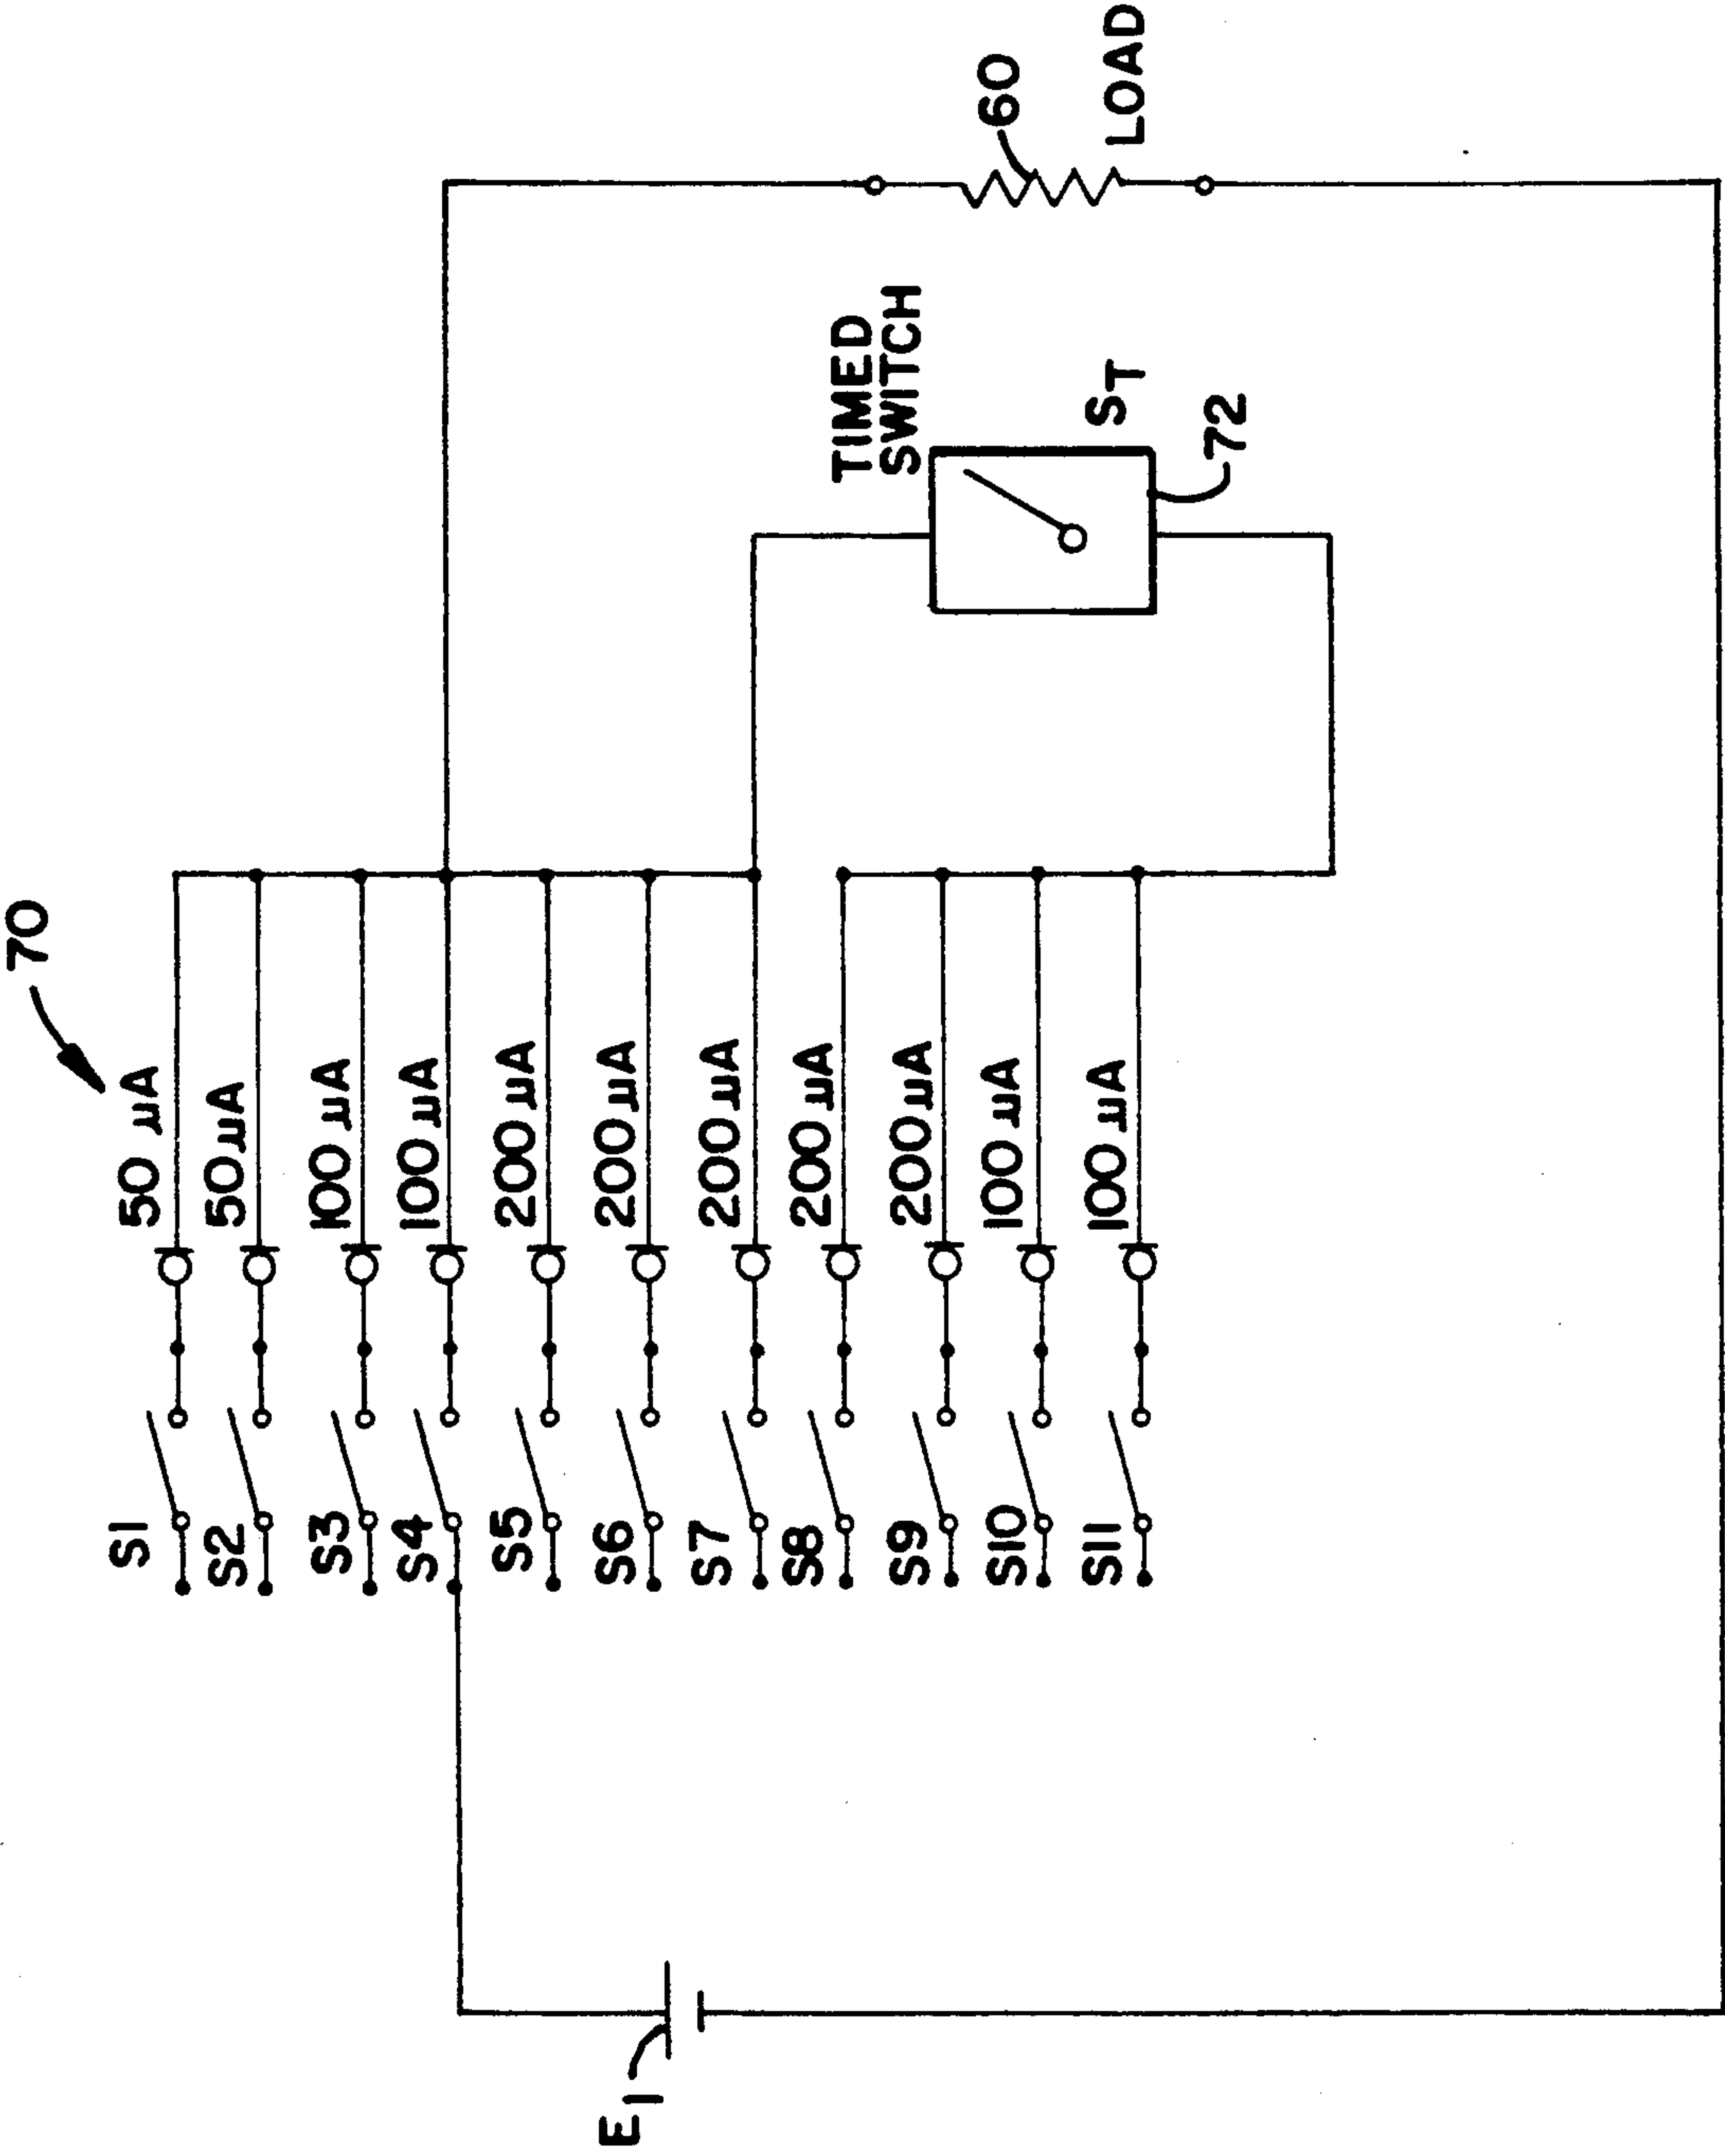 70
S1
50 µA
S2
50 µA
S3
100 µA
S4
100 µA
S5
200 µA
S6
200 µA
S7
200 µA
S8
200 µA
S9
200 µA
S10
100 µA
S11
100 µA
E1
TIMED
SWITCH
ST
72
60
LOAD